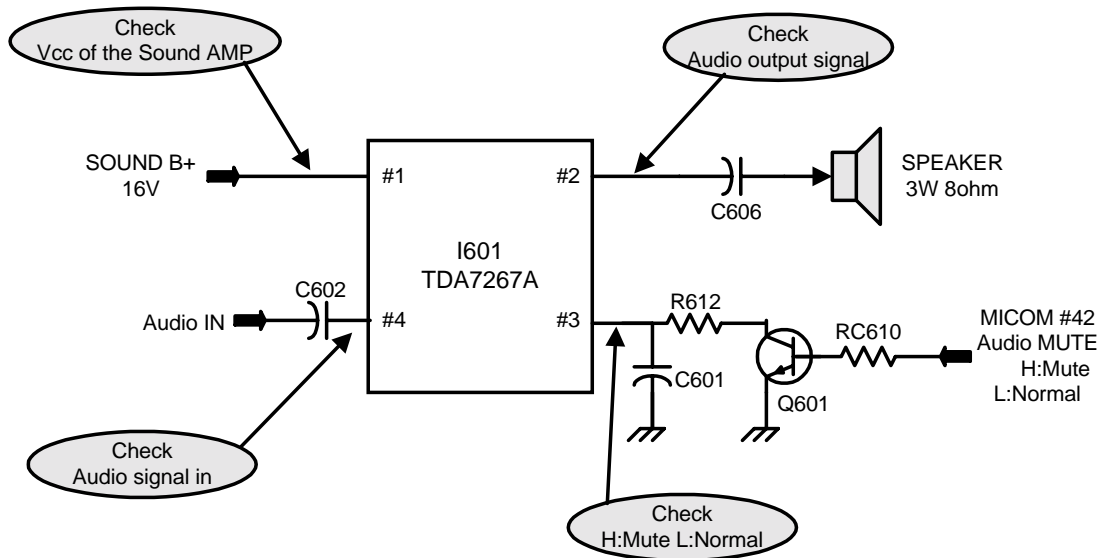 Check
Vcc of the Sound AMP
Check
Audio output signal
SOUND B+
16V
#1
#2
C606
SPEAKER
3W 8ohm
I601
TDA7267A
C602
Audio IN
#4
#3
R612
C601
Q601
RC610
MICOM #42
Audio MUTE
H:Mute
L:Normal
Check
Audio signal in
Check
H:Mute L:Normal